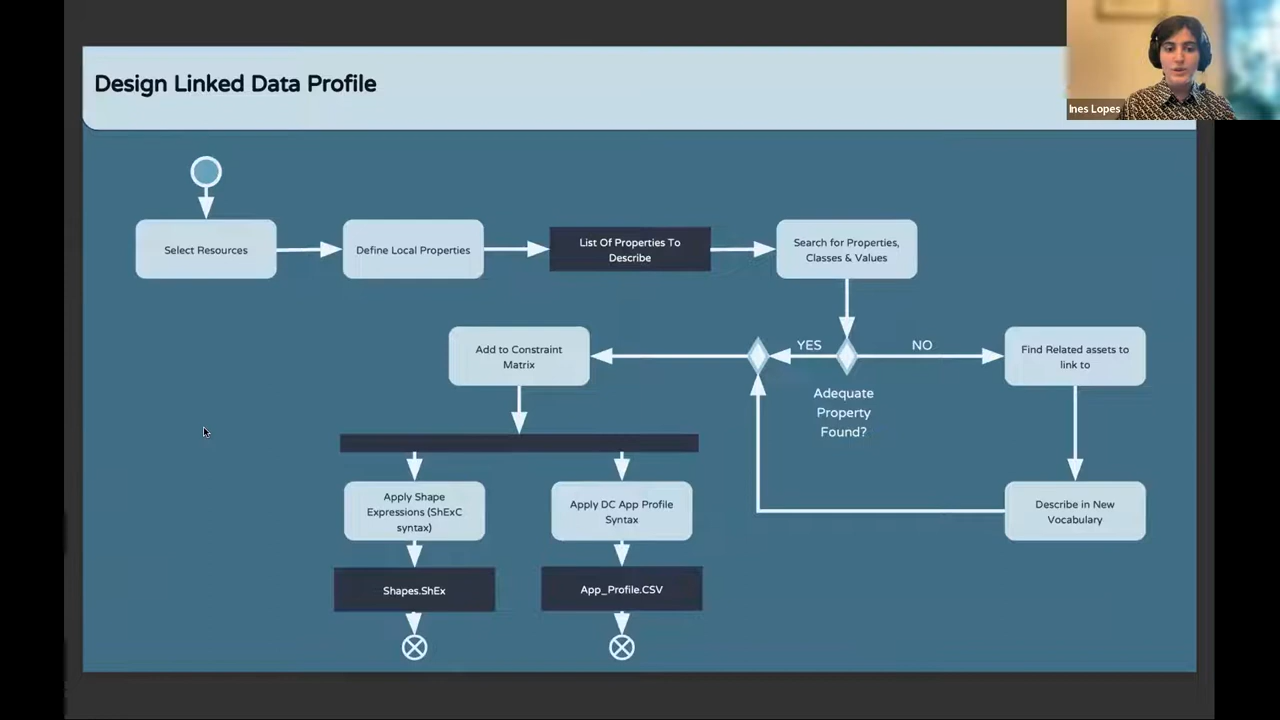 Design Linked Data Profile
Ines Lopes
Select Resources
Define Local Properties
List Of Properties To
Describe
Search for Properties,
Classes & Values
Add to Constraint
Matrix
YES
NO
Find Related assets to
link to
Adequate
Property
Found?
Apply Shape
Expressions (ShExC
syntax)
Apply DC App Profile
Syntax
Describe in New
Vocabulary
Shapes.ShEx
App_Profile.CSV